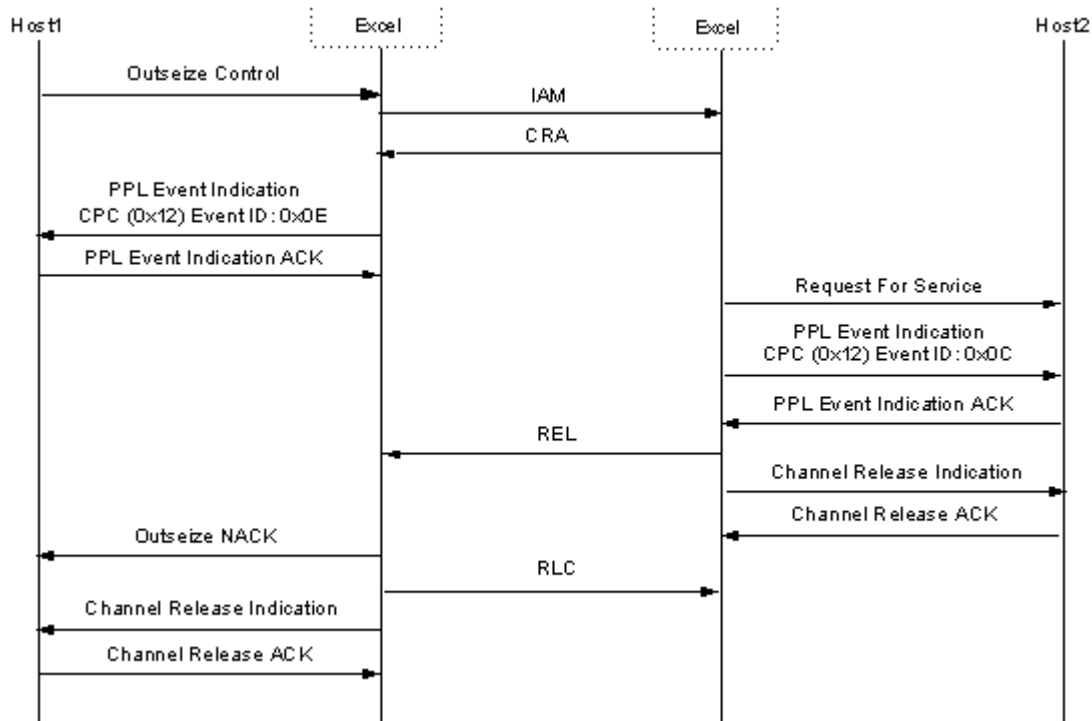 Host1
Excel
Excel
Host2
Outseize Control
IAM
CRA
PPL Event Indication
CPC (0x12) Event ID: 0x0E
PPL Event Indication ACK
Request For Service
PPL Event Indication
CPC (0x12) Event ID: 0x0C
PPL Event Indication ACK
REL
Channel Release Indication
Channel Release ACK
Outseize NACK
RLC
Channel Release Indication
Channel Release ACK